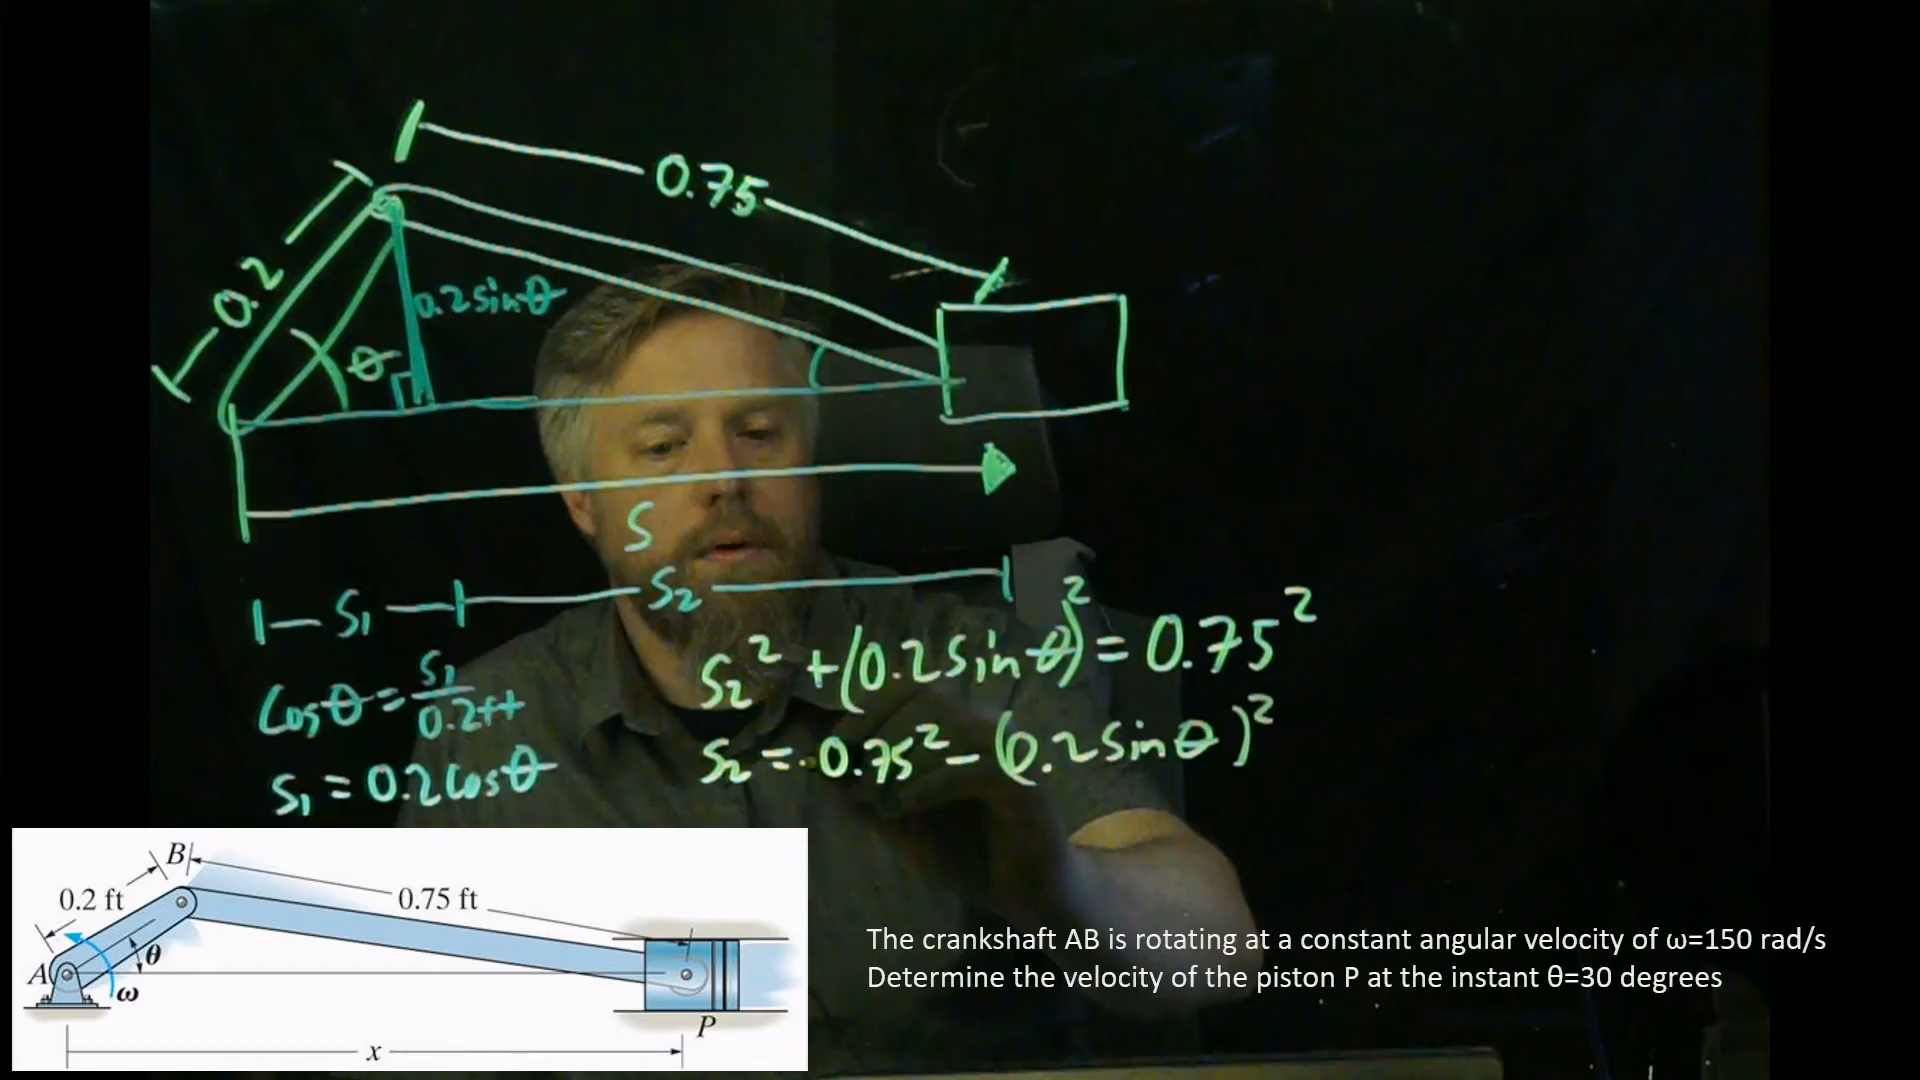 0.75
0.2
0.2sinθ
θ
S
S₁
S₂
cosθ = S₁/0.2ft
S₁ = 0.2cosθ
S₂² + (0.2sinθ)² = 0.75²
S₂ = 0.75² - (0.2sinθ)²
B
0.2 ft
0.75 ft
θ
A
ω
P
x
The crankshaft AB is rotating at a constant angular velocity of ω=150 rad/s
Determine the velocity of the piston P at the instant θ=30 degrees